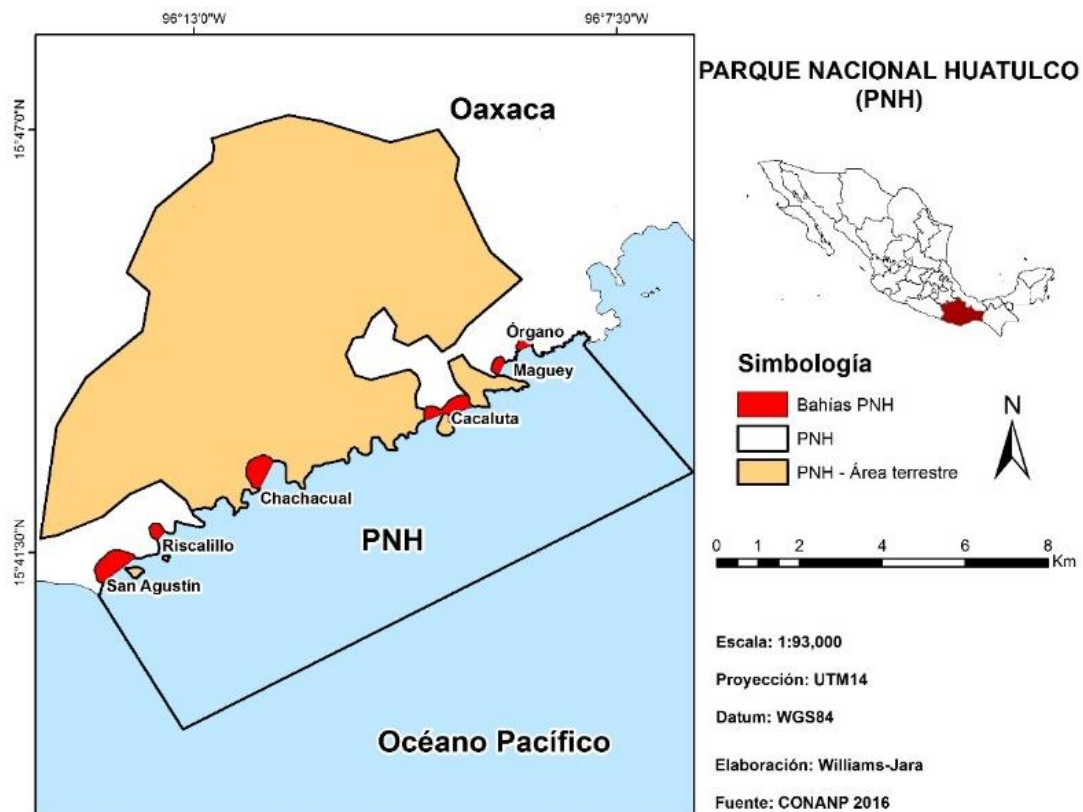 96°13'0"W
96°7'30"W
15°47'0"N
15°41'30"N
Oaxaca
Órgano
Maguey
Cacaluta
Chachacual
Riscalillo
San Agustín
PNH
Océano Pacífico
PARQUE NACIONAL HUATULCO
(PNH)
Simbología
Bahías PNH
PNH
PNH - Área terrestre
N
0 1 2 4 6 8
Km
Escala: 1:93,000
Proyección: UTM14
Datum: WGS84
Elaboración: Williams-Jara
Fuente: CONANP 2016